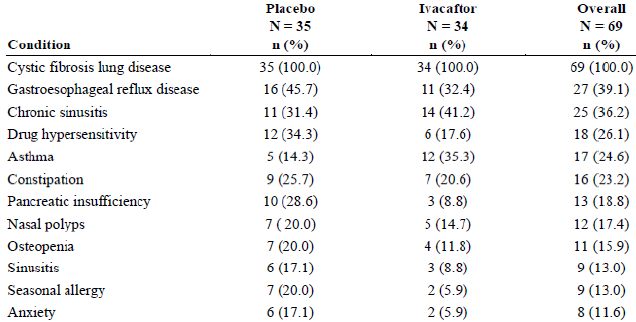 Placebo Ivacaftor Overall
N = 35 N = 34 N = 69
Condition n (%) n (%) n (%)
Cystic fibrosis lung disease 35 (100.0) 34 (100.0) 69 (100.0)
Gastroesophageal reflux disease 16 (45.7) 11 (32.4) 27 (39.1)
Chronic sinusitis 11 (31.4) 14 (41.2) 25 (36.2)
Drug hypersensitivity 12 (34.3) 6 (17.6) 18 (26.1)
Asthma 5 (14.3) 12 (35.3) 17 (24.6)
Constipation 9 (25.7) 7 (20.6) 16 (23.2)
Pancreatic insufficiency 10 (28.6) 3 (8.8) 13 (18.8)
Nasal polyps 7 ( 20.0) 5 (14.7) 12 (17.4)
Osteopenia 7 (20.0) 4 (11.8) 11 (15.9)
Sinusitis 6 (17.1) 3 (8.8) 9 (13.0)
Seasonal allergy 7 (20.0) 2 (5.9) 9 (13.0)
Anxiety 6 (17.1) 2 (5.9) 8 (11.6)